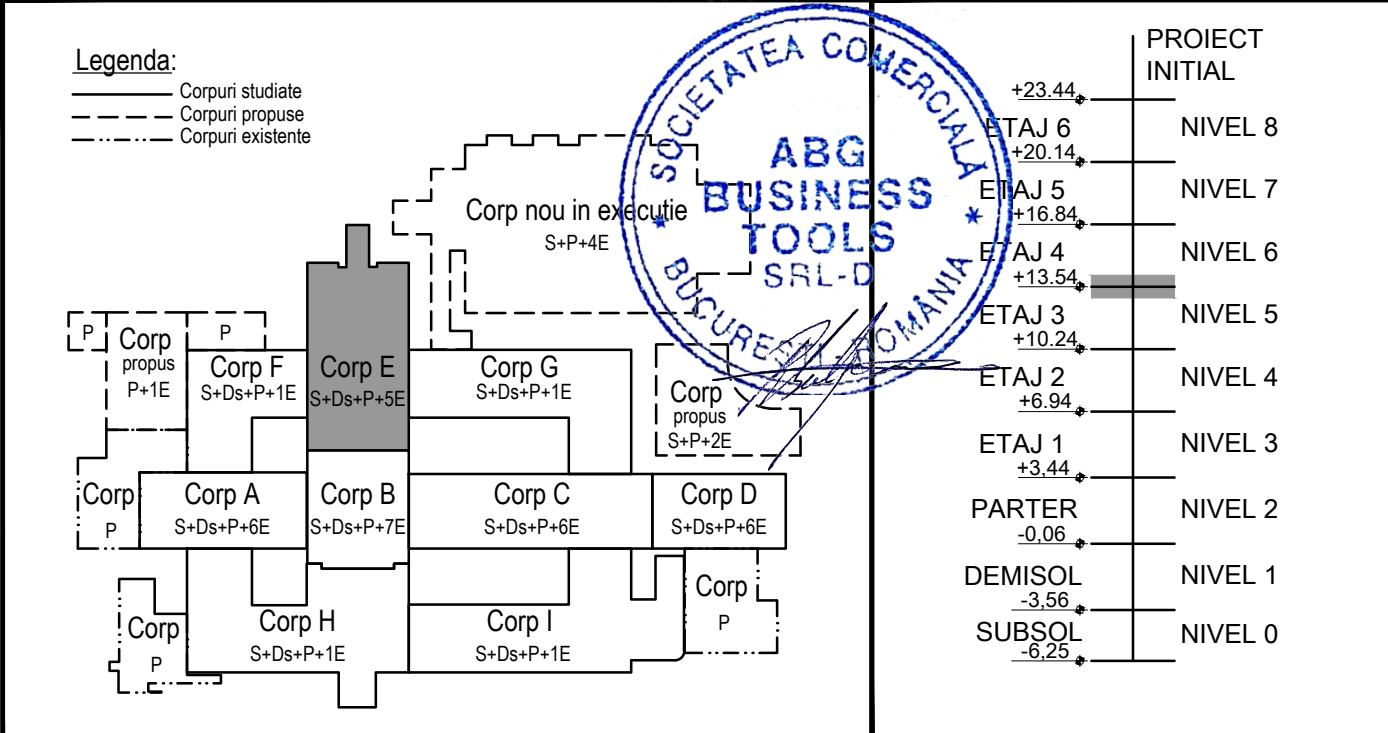 Legenda:
Corpuri studiate
Corpuri propuse
Corpuri existente
SOCIETATEA COMERCIALĂ
* BUCUREȘTI - ROMÂNIA *
ABG
BUSINESS
TOOLS
SRL-D
Corp nou in executie
S+P+4E
P
Corp
propus
P+1E
P
Corp F
S+Ds+P+1E
Corp E
S+Ds+P+5E
Corp G
S+Ds+P+1E
Corp
propus
S+P+2E
Corp
P
Corp A
S+Ds+P+6E
Corp B
S+Ds+P+7E
Corp C
S+Ds+P+6E
Corp D
S+Ds+P+6E
Corp
P
Corp H
S+Ds+P+1E
Corp I
S+Ds+P+1E
Corp
P
PROIECT
INITIAL
+23.44
ETAJ 6 NIVEL 8
+20.14
ETAJ 5 NIVEL 7
+16.84
ETAJ 4 NIVEL 6
+13.54
ETAJ 3 NIVEL 5
+10.24
ETAJ 2 NIVEL 4
+6.94
ETAJ 1 NIVEL 3
+3,44
PARTER NIVEL 2
-0,06
DEMISOL NIVEL 1
-3,56
SUBSOL NIVEL 0
-6,25